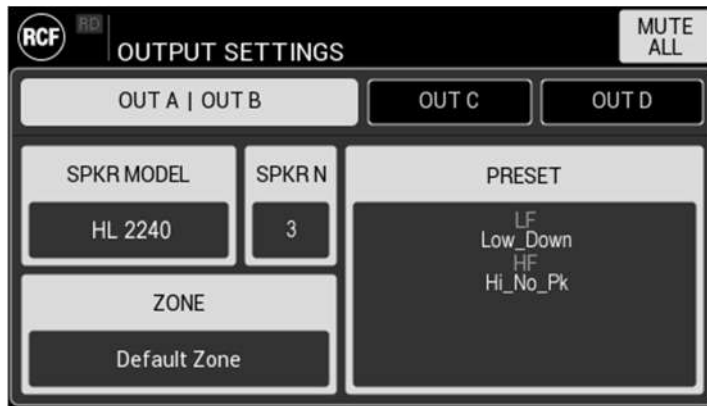 RCF
RD
OUTPUT SETTINGS
MUTE
ALL
OUT A | OUT B
OUT C
OUT D
SPKR MODEL
HL 2240
SPKR N
3
PRESET
LF
Low_Down
HF
Hi_No_Pk
ZONE
Default Zone